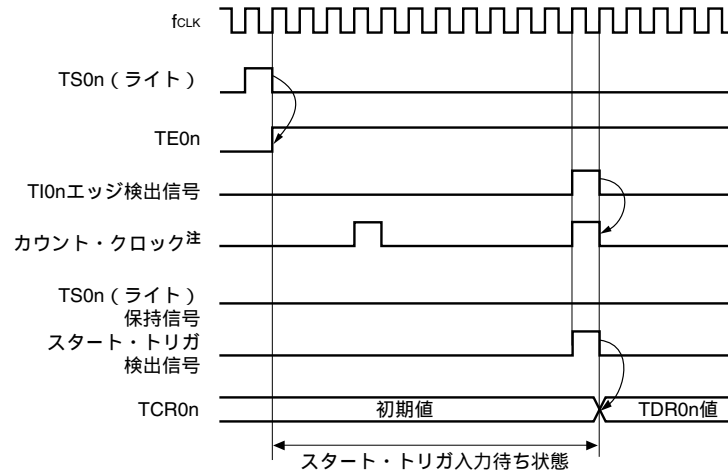 fCLK
TS0n（ライト）
TE0n
TI0nエッジ検出信号
カウント・クロック注
TS0n（ライト）
保持信号
スタート・トリガ
検出信号
TCR0n
初期値
TDR0n値
スタート・トリガ入力待ち状態